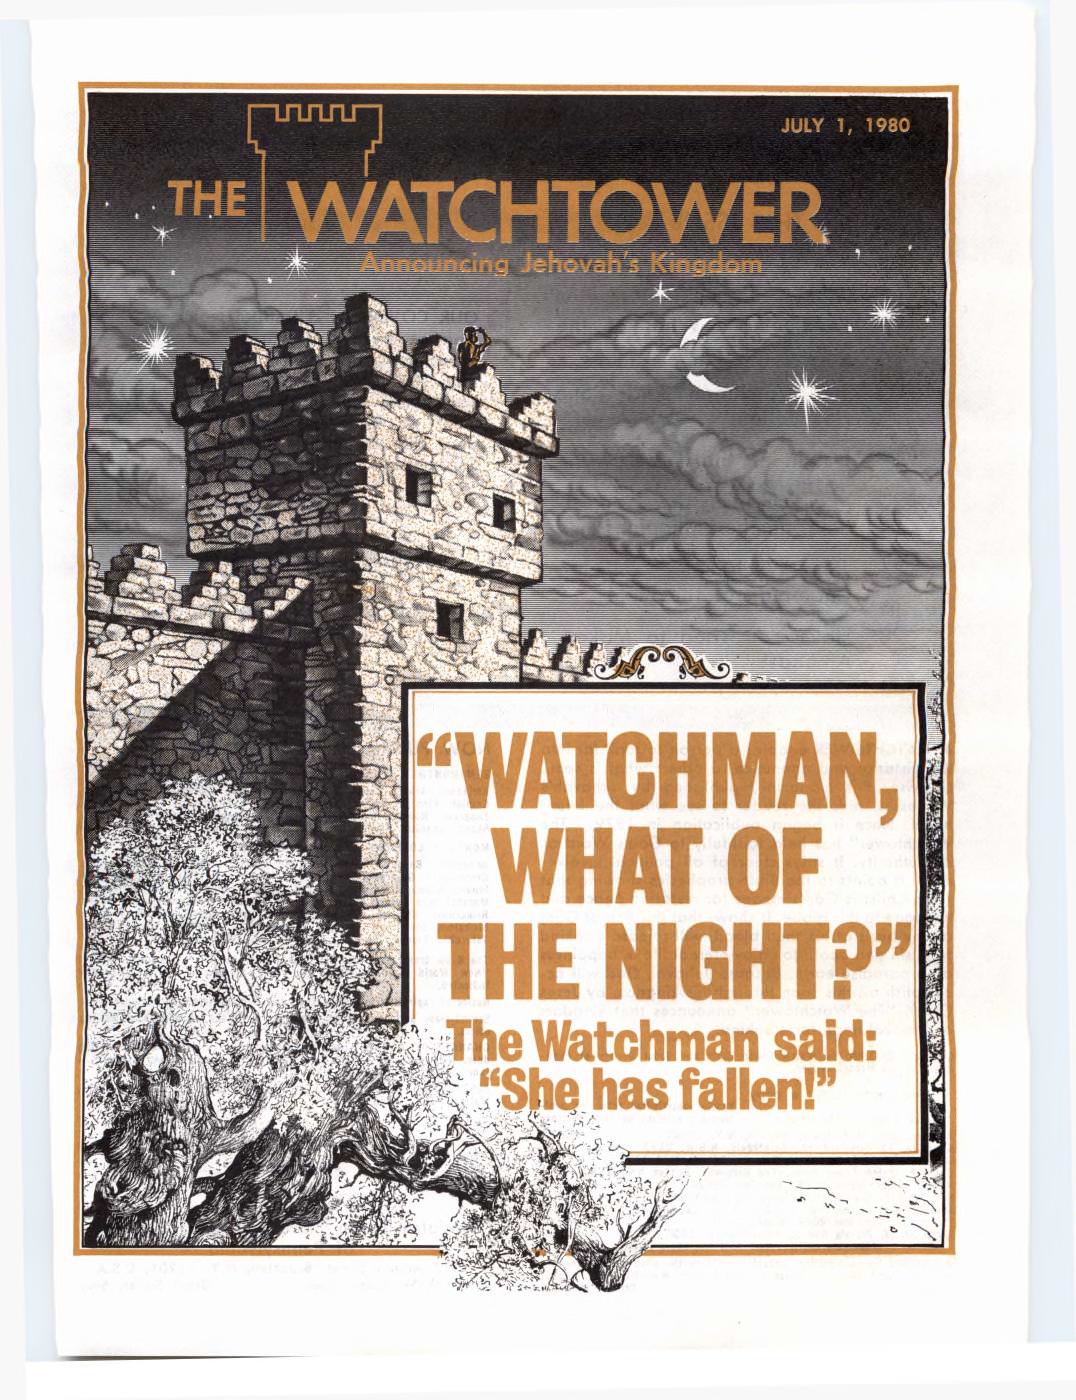 JULY 1, 1980
THE WATCHTOWER
Announcing Jehovah's Kingdom
“WATCHMAN,
WHAT OF
THE NIGHT?”
The Watchman said:
“She has fallen!”